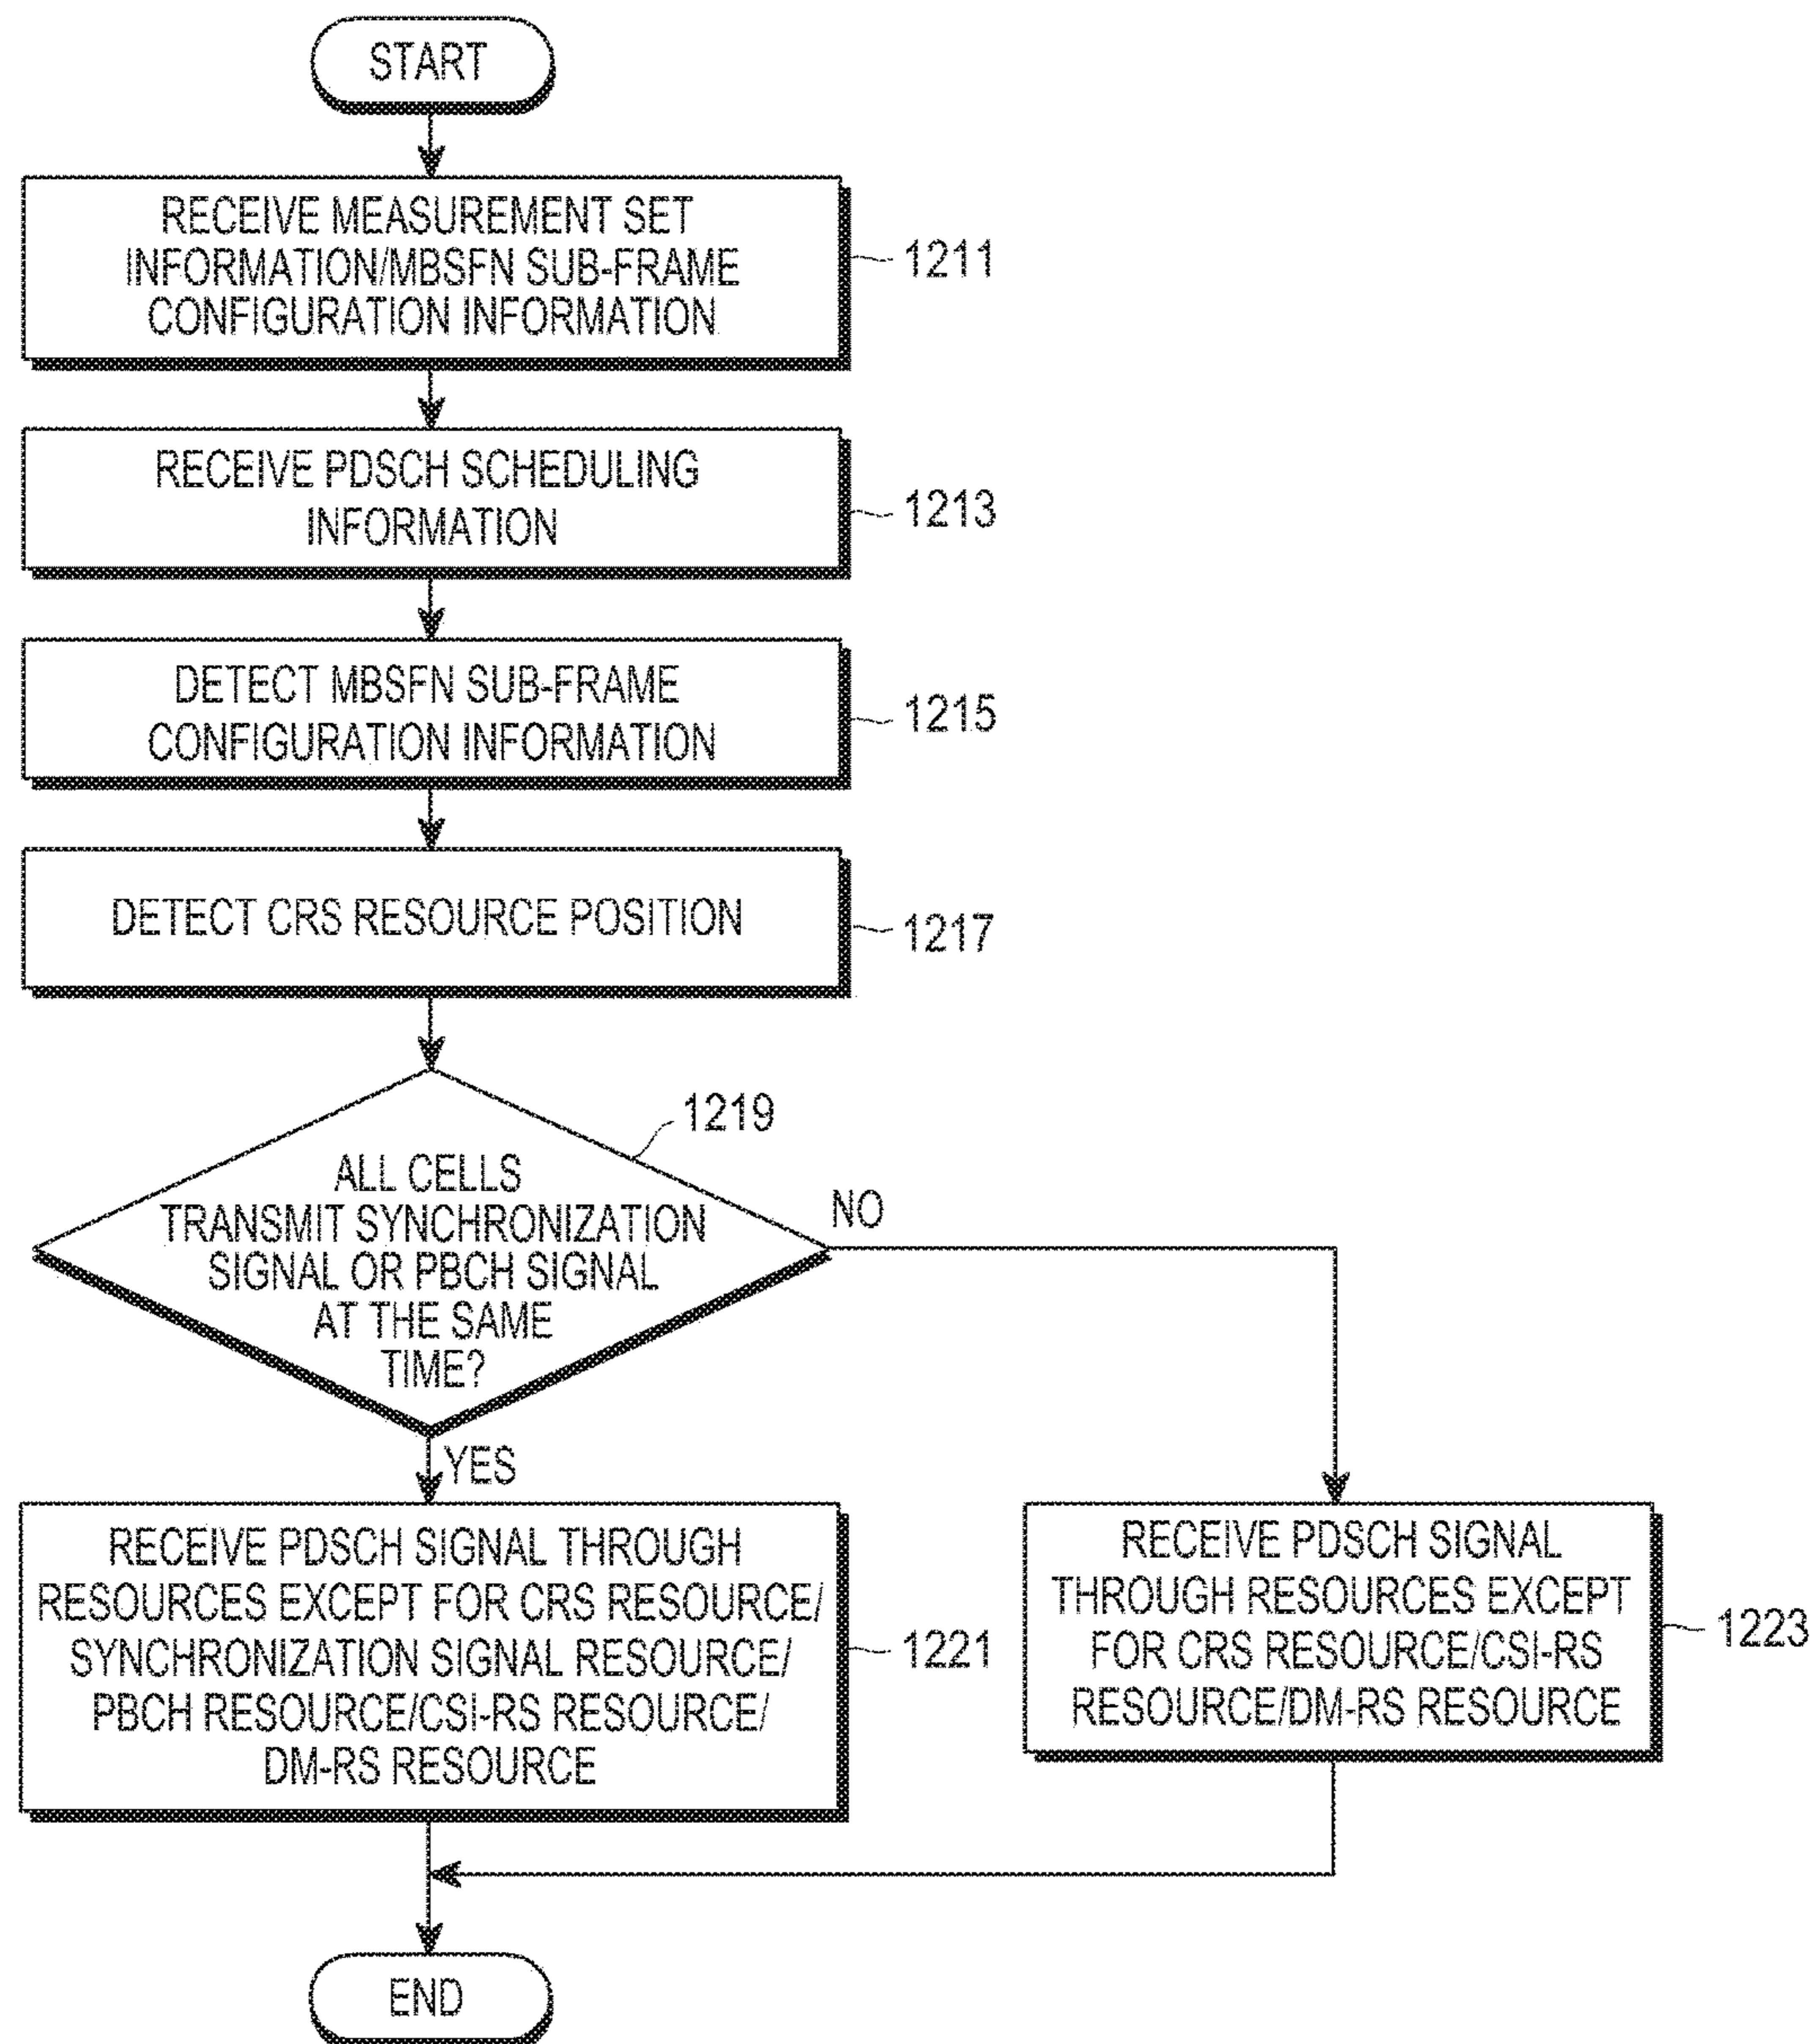 START
RECEIVE MEASUREMENT SET
INFORMATION/MBSFN SUB-FRAME
CONFIGURATION INFORMATION
1211
RECEIVE PDSCH SCHEDULING
INFORMATION
1213
DETECT MBSFN SUB-FRAME
CONFIGURATION INFORMATION
1215
DETECT CRS RESOURCE POSITION
1217
1219
ALL CELLS
TRANSMIT SYNCHRONIZATION
SIGNAL OR PBCH SIGNAL
AT THE SAME
TIME?
NO
YES
RECEIVE PDSCH SIGNAL THROUGH
RESOURCES EXCEPT FOR CRS RESOURCE/
SYNCHRONIZATION SIGNAL RESOURCE/
PBCH RESOURCE/CSI-RS RESOURCE/
DM-RS RESOURCE
1221
RECEIVE PDSCH SIGNAL
THROUGH RESOURCES EXCEPT
FOR CRS RESOURCE/CSI-RS
RESOURCE/DM-RS RESOURCE
1223
END